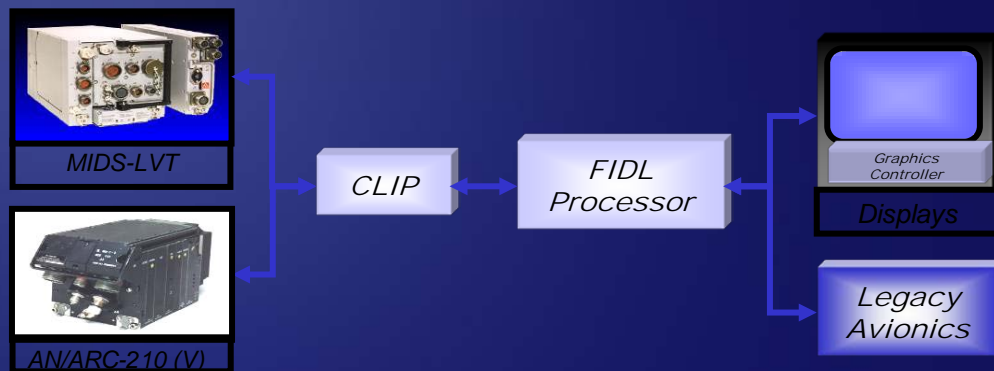 MIDS-LVT
AN/ARC-210 (V)
CLIP
FIDL
Processor
Graphics
Controller
Displays
Legacy
Avionics